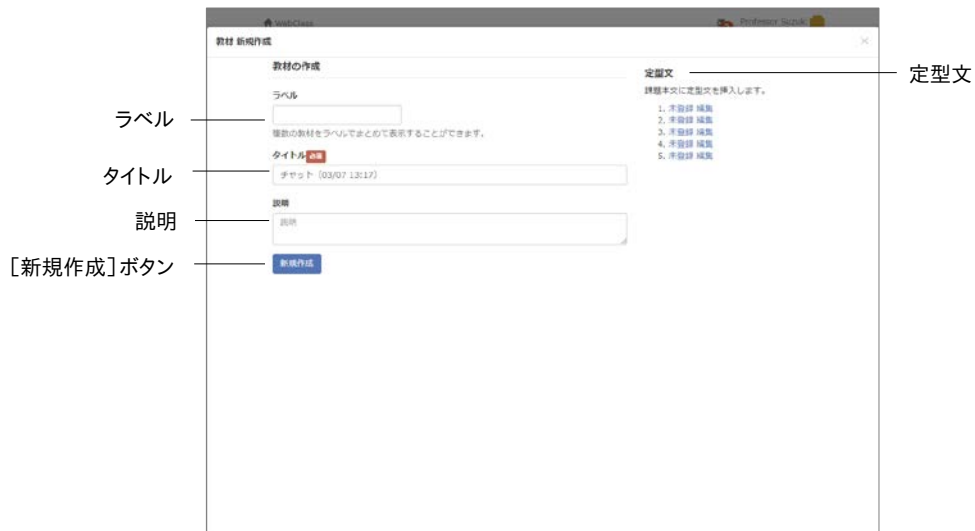 WebClass
Professor Suzuki
教材 新規作成
×
教材の作成
ラベル
複数の教材をラベルでまとめて表示することができます。
タイトル 必須
チャット (03/07 13:17)
説明
説明
新規作成
定型文
課題本文に定型文を挿入します。
1. 未登録 編集
2. 未登録 編集
3. 未登録 編集
4. 未登録 編集
5. 未登録 編集
ラベル
タイトル
説明
［新規作成］ボタン
定型文